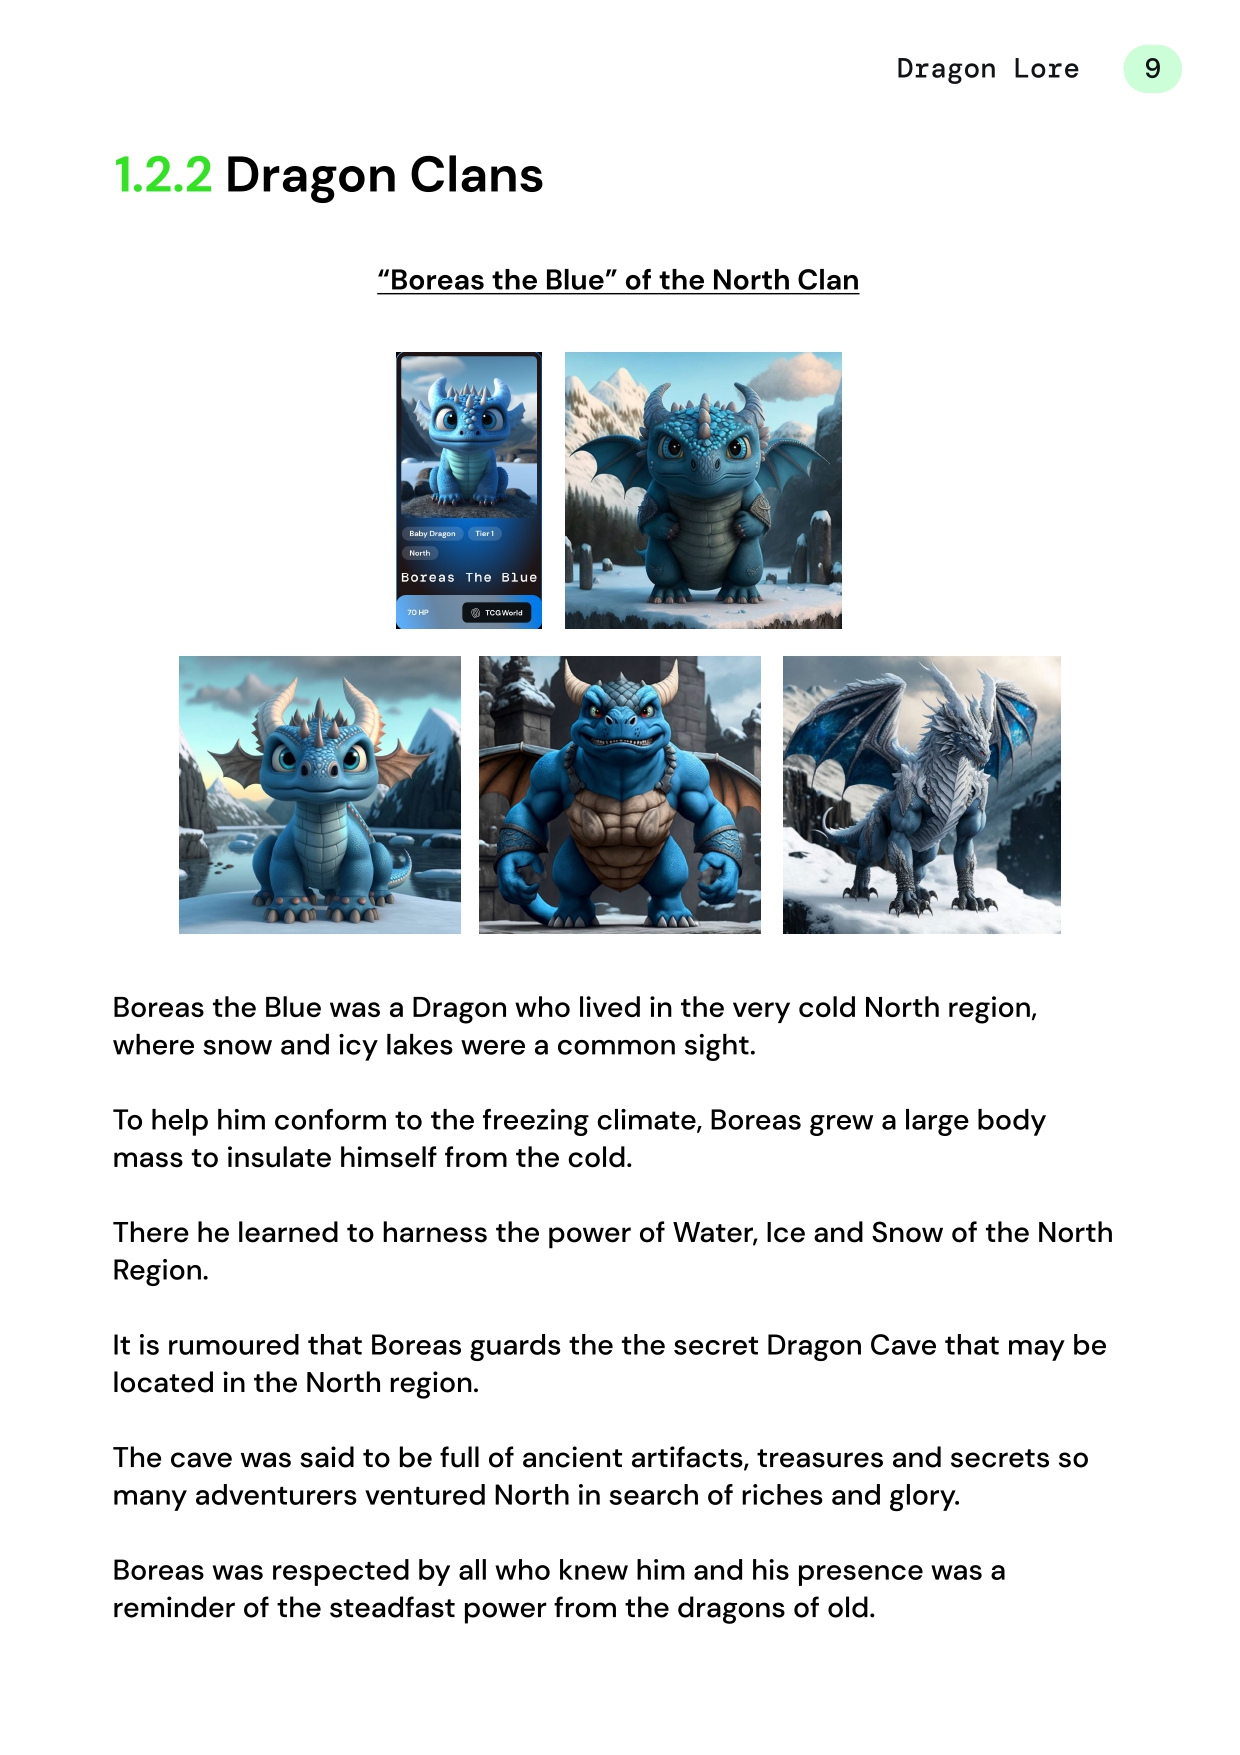 Dragon Lore 9
1.2.2 Dragon Clans
“Boreas the Blue” of the North Clan
Baby Dragon Tier 1
North
Boreas The Blue
70 HP TCGWorld
Boreas the Blue was a Dragon who lived in the very cold North region,
where snow and icy lakes were a common sight.
To help him conform to the freezing climate, Boreas grew a large body
mass to insulate himself from the cold.
There he learned to harness the power of Water, Ice and Snow of the North
Region.
It is rumoured that Boreas guards the the secret Dragon Cave that may be
located in the North region.
The cave was said to be full of ancient artifacts, treasures and secrets so
many adventurers ventured North in search of riches and glory.
Boreas was respected by all who knew him and his presence was a
reminder of the steadfast power from the dragons of old.